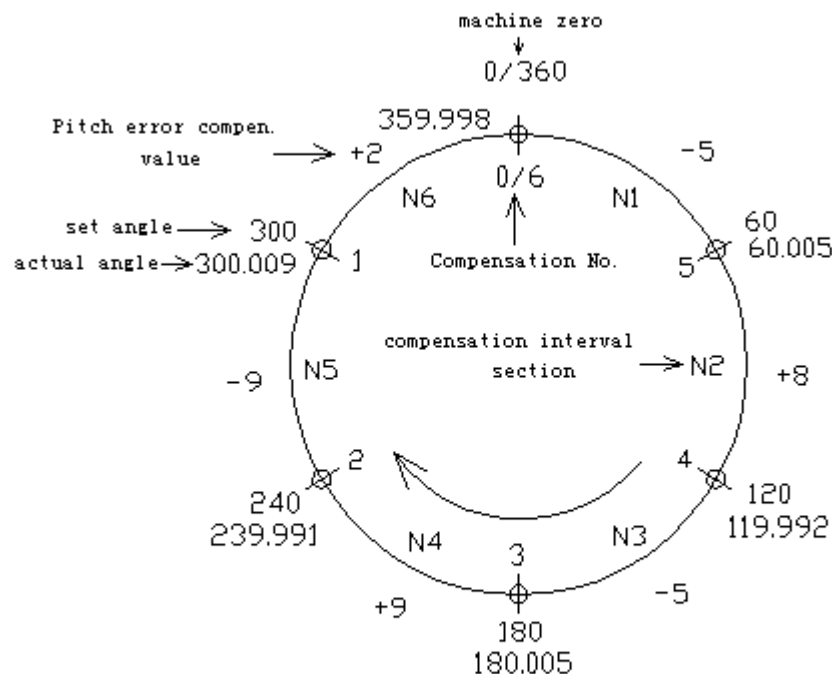 machine zero
0/360
359.998
Pitch error compen.
value
+2
-5
0/6
N6
N1
set angle
300
60
actual angle
300.009
1
Compensation No.
5
60.005
compensation interval
section
N5
N2
-9
+8
2
4
240
239.991
120
119.992
N4
3
N3
+9
-5
180
180.005